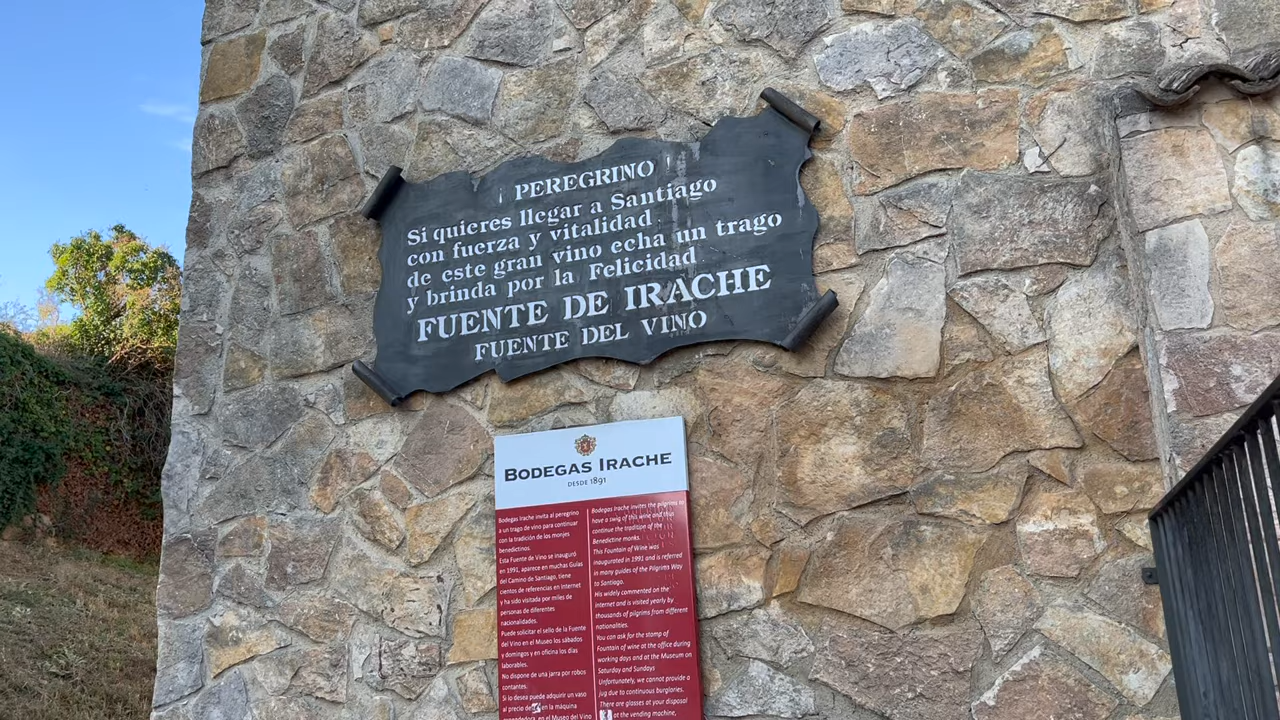 PEREGRINO
Si quieres llegar a Santiago
con fuerza y vitalidad
de este gran vino echa un trago
y brinda por la Felicidad
FUENTE DE IRACHE
FUENTE DEL VINO
BODEGAS IRACHE
DESDE 1891
Bodegas Irache invita al peregrino
a un trago de vino para continuar
con la tradición de los monjes
benedictinos.
Esta Fuente de Vino se inauguró
en 1991, aparece en muchas Guías
del Camino de Santiago, tiene
cientos de referencias en Internet
y ha sido visitada por miles de
personas de diferentes
nacionalidades.
Puede solicitar el sello de la Fuente
del Vino en el Museo los sábados
y domingos y en oficina los días
laborables.
No dispone de una jarra por robos
contantes.
Si lo desea puede adquirir un vaso
al precio de en la máquina
en el Museo del Vino
Bodegas Irache invites the pilgrims to
have a swig of this wine and thus
continue the tradition of the
Benedictine monks.
This Fountain of Wine was
inaugurated in 1991 and is referred
in many guides of the Pilgrims Way
to Santiago.
His widely commented on the
internet and is visited yearly by
thousands of pilgrims from different
nationalities.
You can ask for the stamp of
Fountain of wine at the office during
working days and at the Museum on
Saturday and Sundays
Unfortunately, we cannot provide a
jug due to continuous burglaries.
There are glasses at your disposal
at the vending machine,